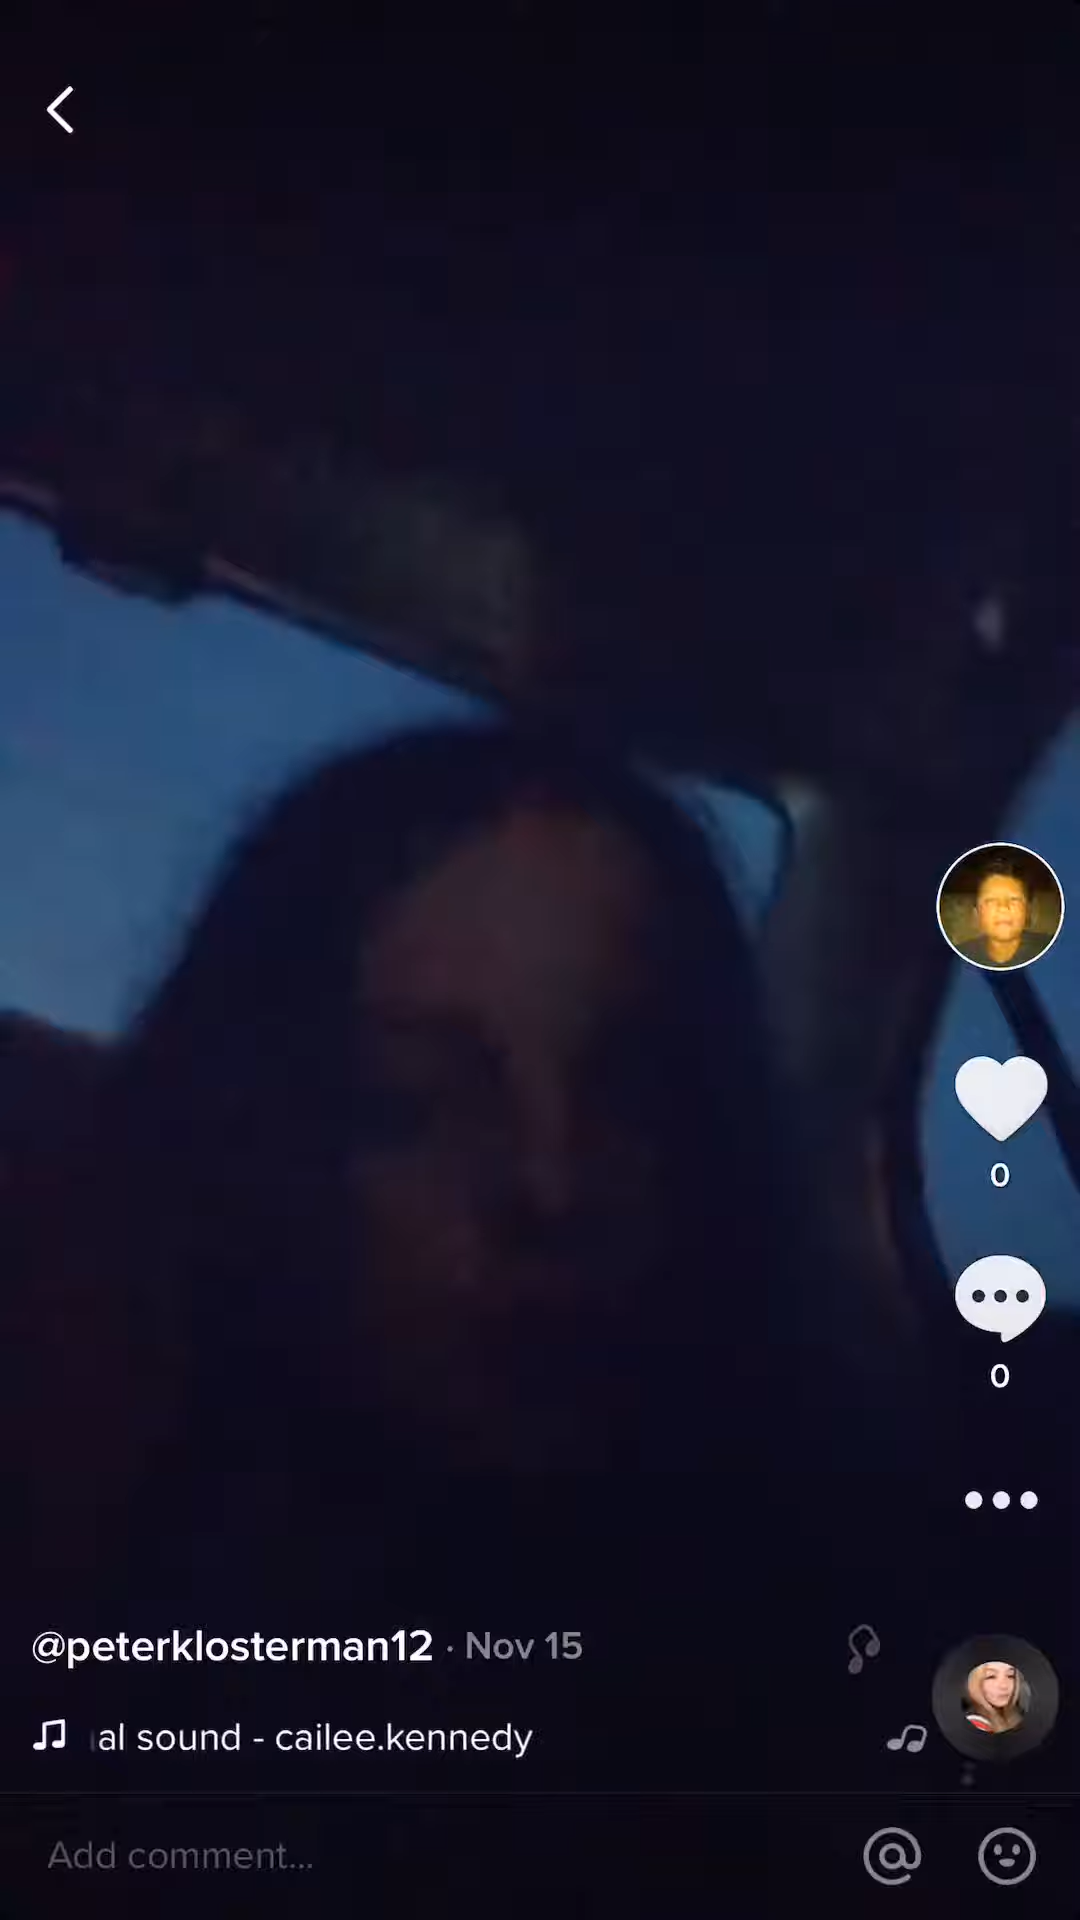 0
0
@peterklosterman12 · Nov 15
al sound - cailee.kennedy
Add comment...